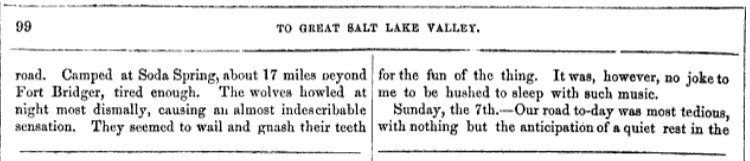 99
TO GREAT SALT LAKE VALLEY.
road. Camped at Soda Spring, about 17 miles beyond
Fort Bridger, tired enough. The wolves howled at
night most dismally, causing an almost indescribable
sensation. They seemed to wail and gnash their teeth
for the fun of the thing. It was, however, no joke to
me to be hushed to sleep with such music.
Sunday, the 7th.—Our road to-day was most tedious,
with nothing but the anticipation of a quiet rest in the